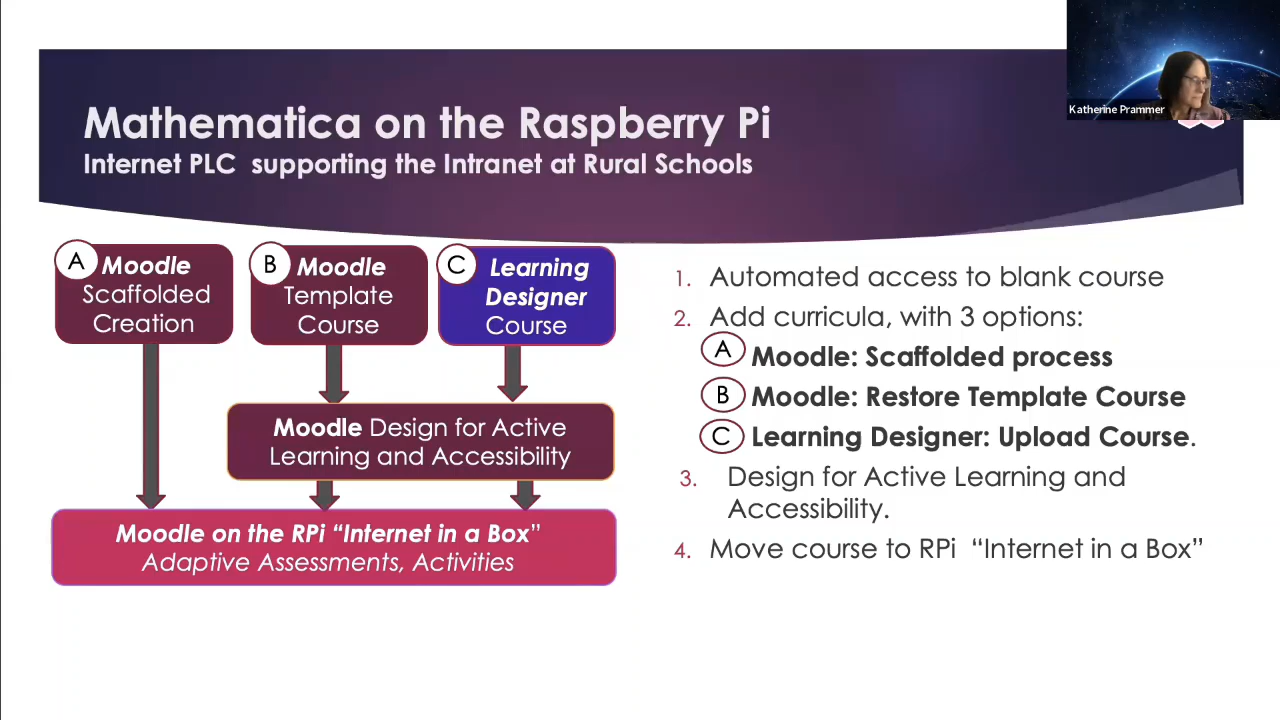 Mathematica on the Raspberry Pi
Internet PLC supporting the Intranet at Rural Schools
Katherine Prammer
A
Moodle
Scaffolded
Creation
B
Moodle
Template
Course
C
Learning
Designer
Course
Moodle Design for Active
Learning and Accessibility
Moodle on the RPi “Internet in a Box”
Adaptive Assessments, Activities
1. Automated access to blank course
2. Add curricula, with 3 options:
A Moodle: Scaffolded process
B Moodle: Restore Template Course
C Learning Designer: Upload Course.
3. Design for Active Learning and
Accessibility.
4. Move course to RPi “Internet in a Box”